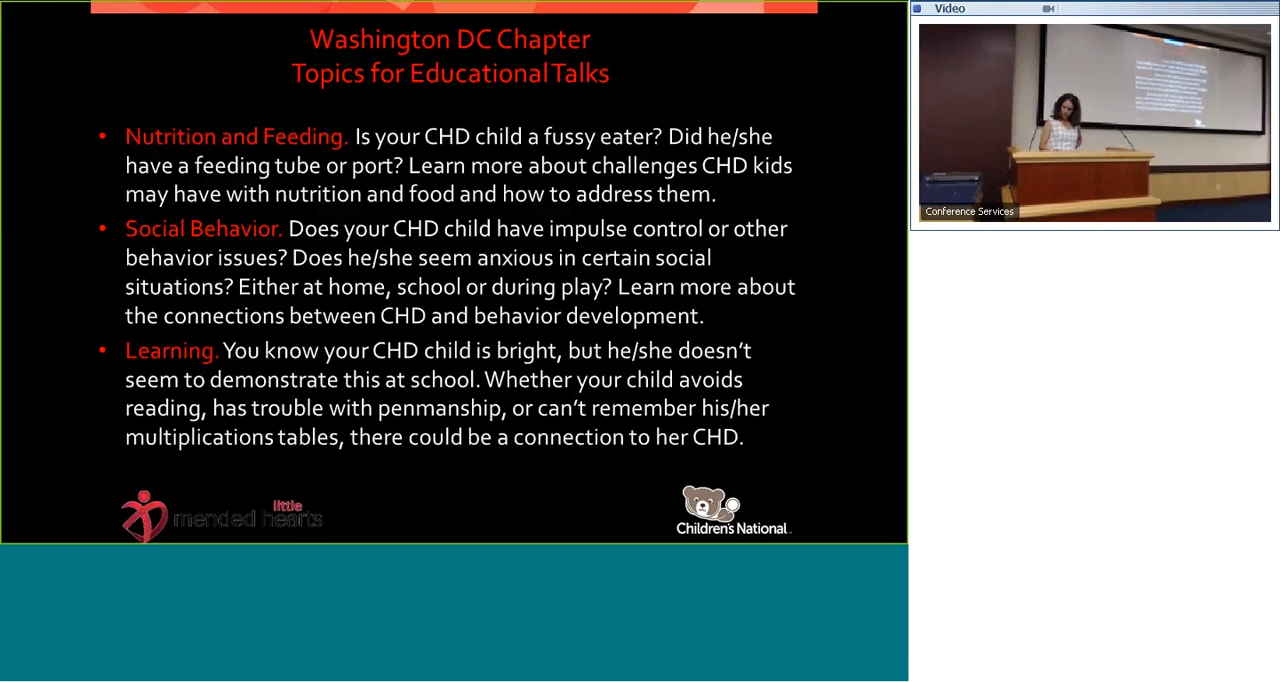 Washington DC Chapter
Topics for Educational Talks
• Nutrition and Feeding. Is your CHD child a fussy eater? Did he/she
have a feeding tube or port? Learn more about challenges CHD kids
may have with nutrition and food and how to address them.
• Social Behavior. Does your CHD child have impulse control or other
behavior issues? Does he/she seem anxious in certain social
situations? Either at home, school or during play? Learn more about
the connections between CHD and behavior development.
• Learning. You know your CHD child is bright, but he/she doesn't
seem to demonstrate this at school. Whether your child avoids
reading, has trouble with penmanship, or can't remember his/her
multiplications tables, there could be a connection to her CHD.
little
mended hearts
Children's National
Video
Conference Services